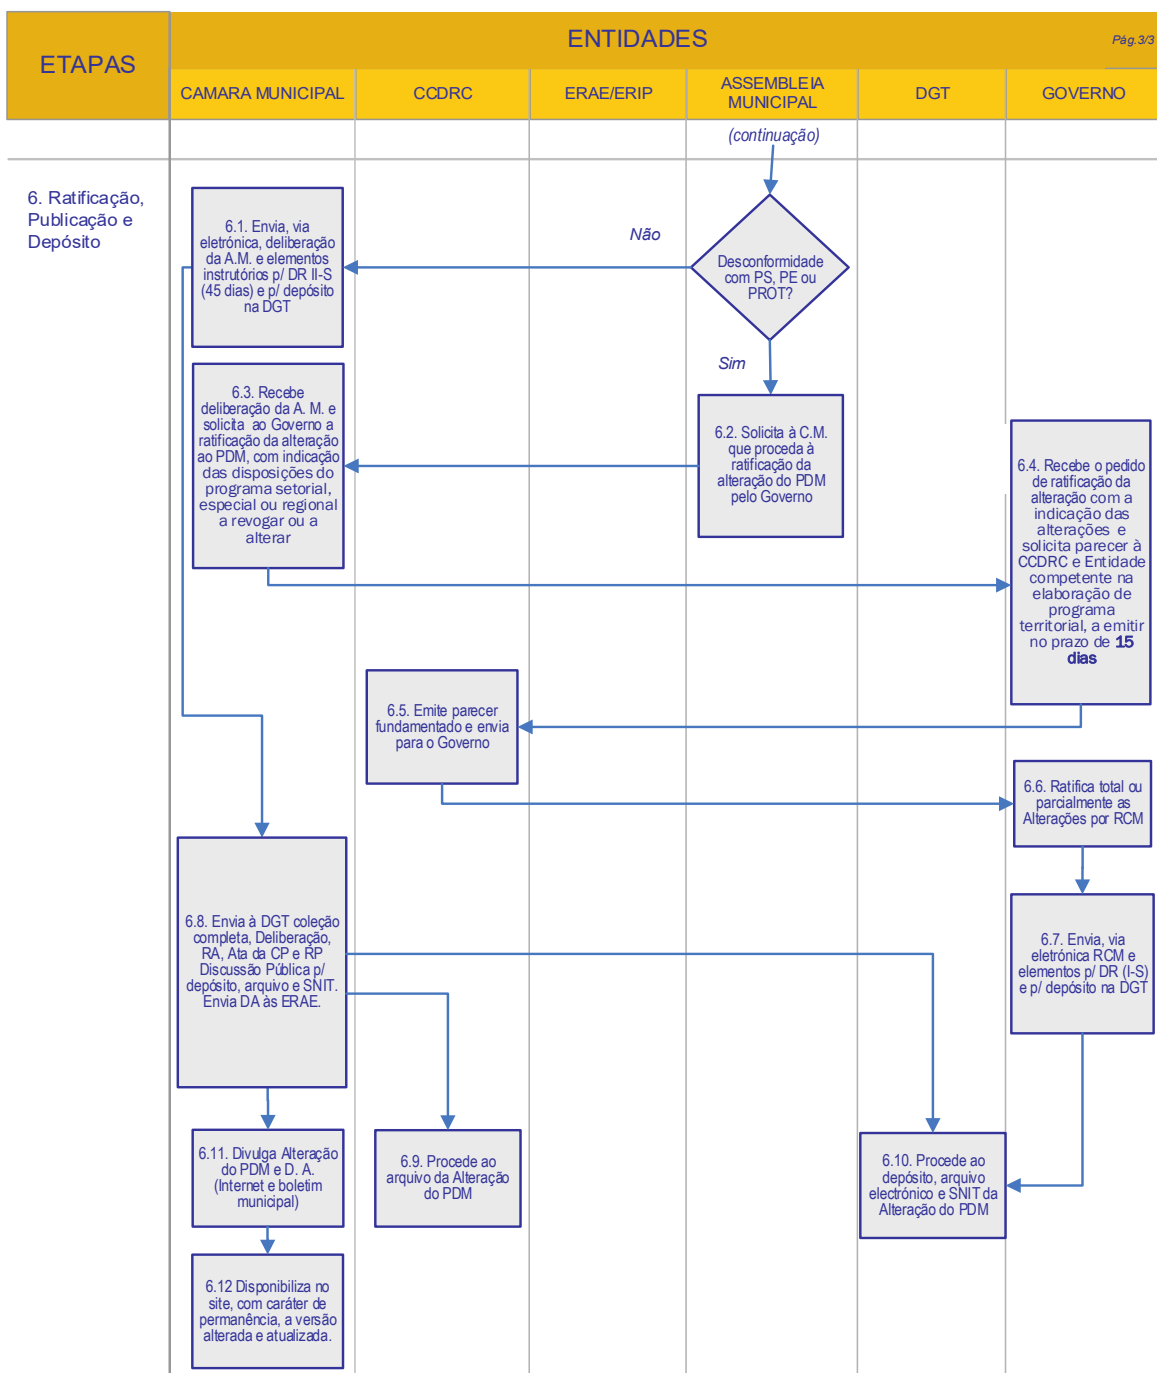 ETAPAS
ENTIDADES
Pág.3/3
CAMARA MUNICIPAL
CCDRC
ERAE/ERIP
ASSEMBLEIA
MUNICIPAL
DGT
GOVERNO
(continuação)
6. Ratificação,
Publicação e
Depósito
6.1. Envia, via
eletrónica, deliberação
da A.M. e elementos
instrutórios p/ DR II-S
(45 dias) e p/ depósito
na DGT
Não
Desconformidade
com PS, PE ou
PROT?
Sim
6.3. Recebe
deliberação da A. M. e
solicita ao Governo a
ratificação da alteração
ao PDM, com indicação
das disposições do
programa setorial,
especial ou regional
a revogar ou a
alterar
6.2. Solicita à C.M.
que proceda à
ratificação da
alteração do PDM
pelo Governo
6.4. Recebe o pedido
de ratificação da
alteração com a
indicação das
alterações e
solicita parecer à
CCDRC e Entidade
competente na
elaboração de
programa
territorial, a emitir
no prazo de 15
dias
6.5. Emite parecer
fundamentado e envia
para o Governo
6.6. Ratifica total ou
parcialmente as
Alterações por RCM
6.8. Envia à DGT coleção
completa, Deliberação,
RA, Ata da CP e RP
Discussão Pública p/
depósito, arquivo e SNIT.
Envia DA às ERAE.
6.7. Envia, via
eletrónica RCM e
elementos p/ DR (I-S)
e p/ depósito na DGT
6.11. Divulga Alteração
do PDM e D. A.
(Internet e boletim
municipal)
6.9. Procede ao
arquivo da Alteração
do PDM
6.10. Procede ao
depósito, arquivo
electrónico e SNIT da
Alteração do PDM
6.12 Disponibiliza no
site, com caráter de
permanência, a versão
alterada e atualizada.